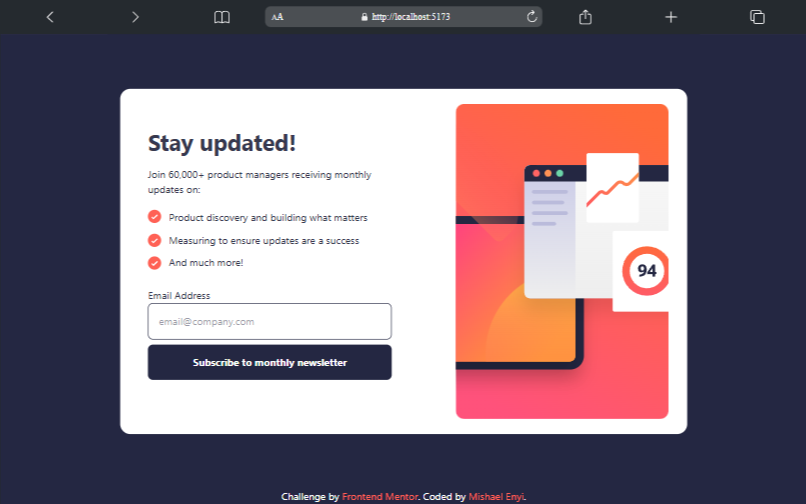 AA
http://localhost:5173
Stay updated!
Join 60,000+ product managers receiving monthly
updates on:
Product discovery and building what matters
Measuring to ensure updates are a success
And much more!
Email Address
email@company.com
Subscribe to monthly newsletter
94
Challenge by Frontend Mentor. Coded by Mishael Enyi.